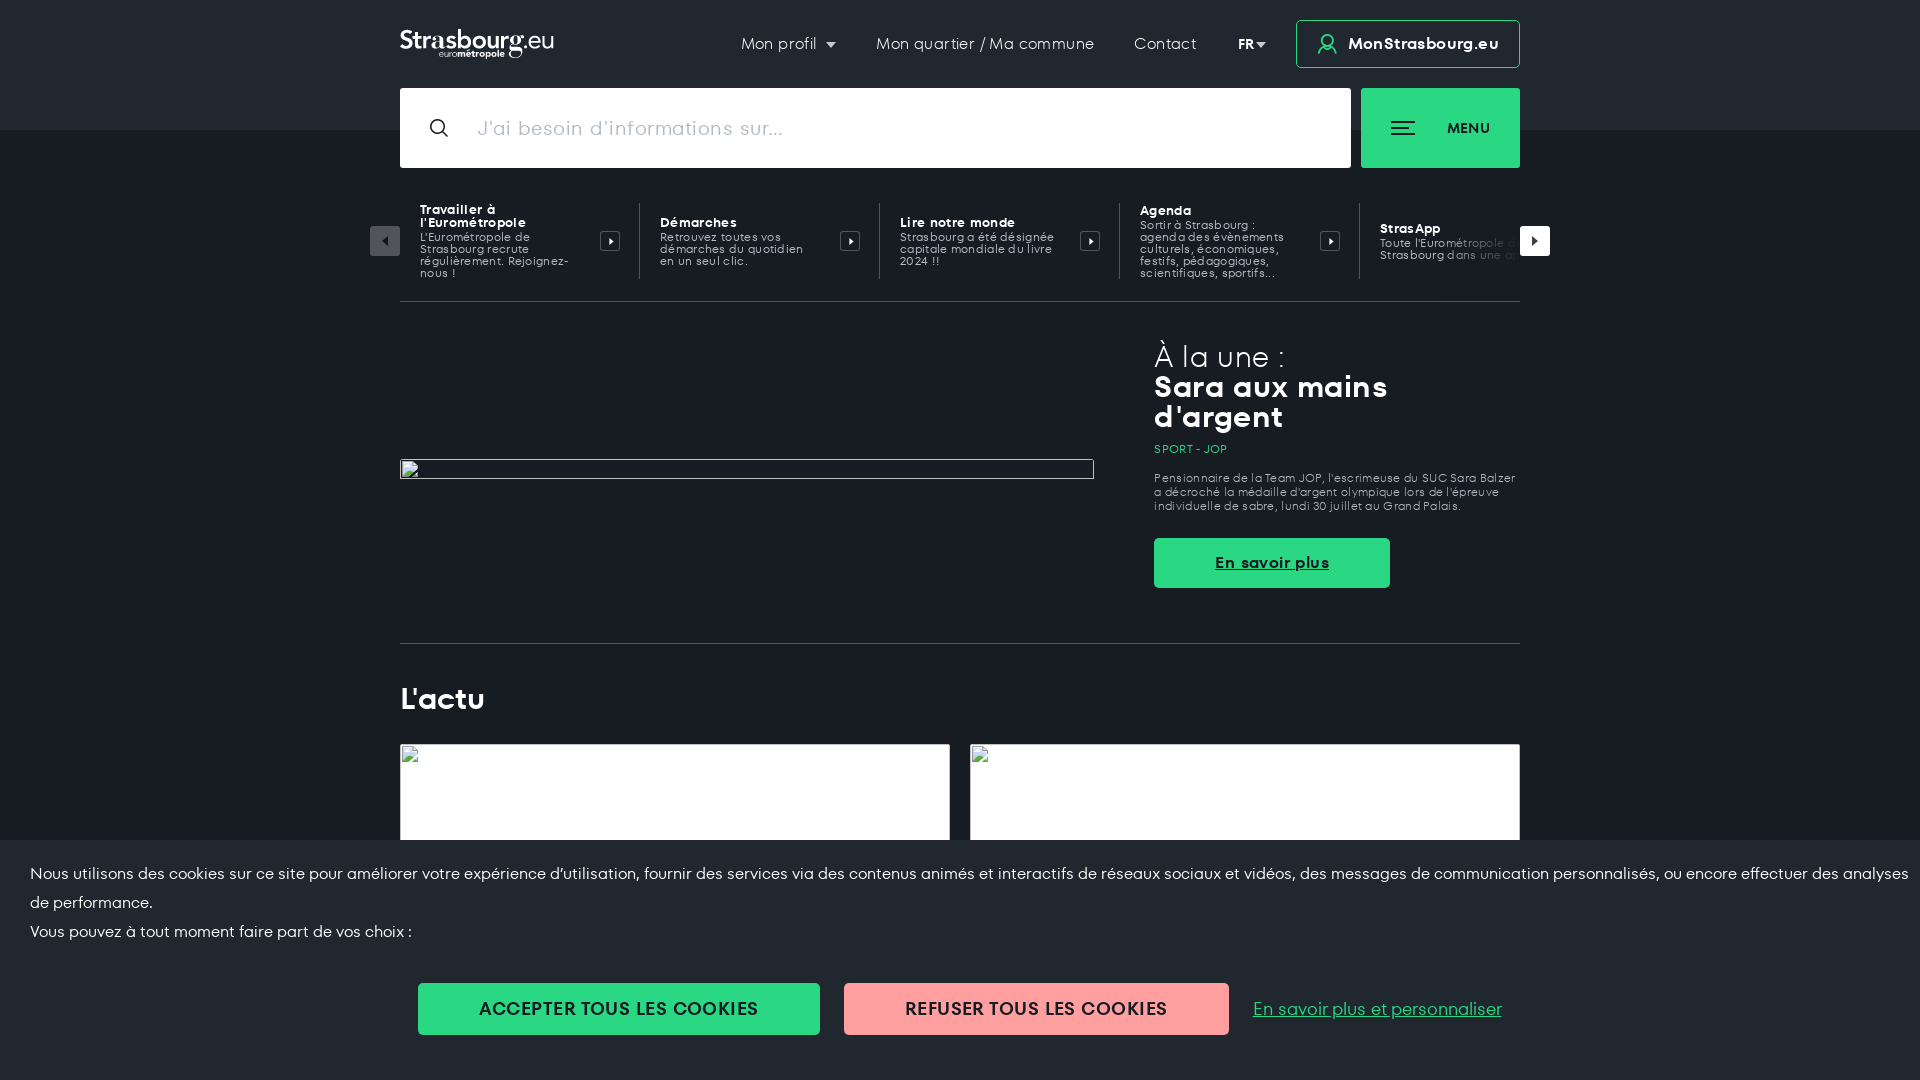 Strasbourg.eu
eurométropole
Mon profil
Mon quartier / Ma commune
Contact
FR
MonStrasbourg.eu
J'ai besoin d'informations sur...
MENU
Travailler à
l'Eurométropole
L'Eurométropole de
Strasbourg recrute
régulièrement. Rejoignez-
nous !
Démarches
Retrouvez toutes vos
démarches du quotidien
en un seul clic.
Lire notre monde
Strasbourg a été désignée
capitale mondiale du livre
2024 !!
Agenda
Sortir à Strasbourg :
agenda des évènements
culturels, économiques,
festifs, pédagogiques,
scientifiques, sportifs...
StrasApp
Toute l'Eurométropole
Strasbourg dans une
À la une :
Sara aux mains
d'argent
SPORT - JOP
Pensionnaire de la Team JOP, l'escrimeuse du SUC Sara Balzer
a décroché la médaille d'argent olympique lors de l'épreuve
individuelle de sabre, lundi 30 juillet au Grand Palais.
En savoir plus
L'actu
Nous utilisons des cookies sur ce site pour améliorer votre expérience d’utilisation, fournir des services via des contenus animés et interactifs de réseaux sociaux et vidéos, des messages de communication personnalisés, ou encore effectuer des analyses
de performance.
Vous pouvez à tout moment faire part de vos choix :
ACCEPTER TOUS LES COOKIES
REFUSER TOUS LES COOKIES
En savoir plus et personnaliser